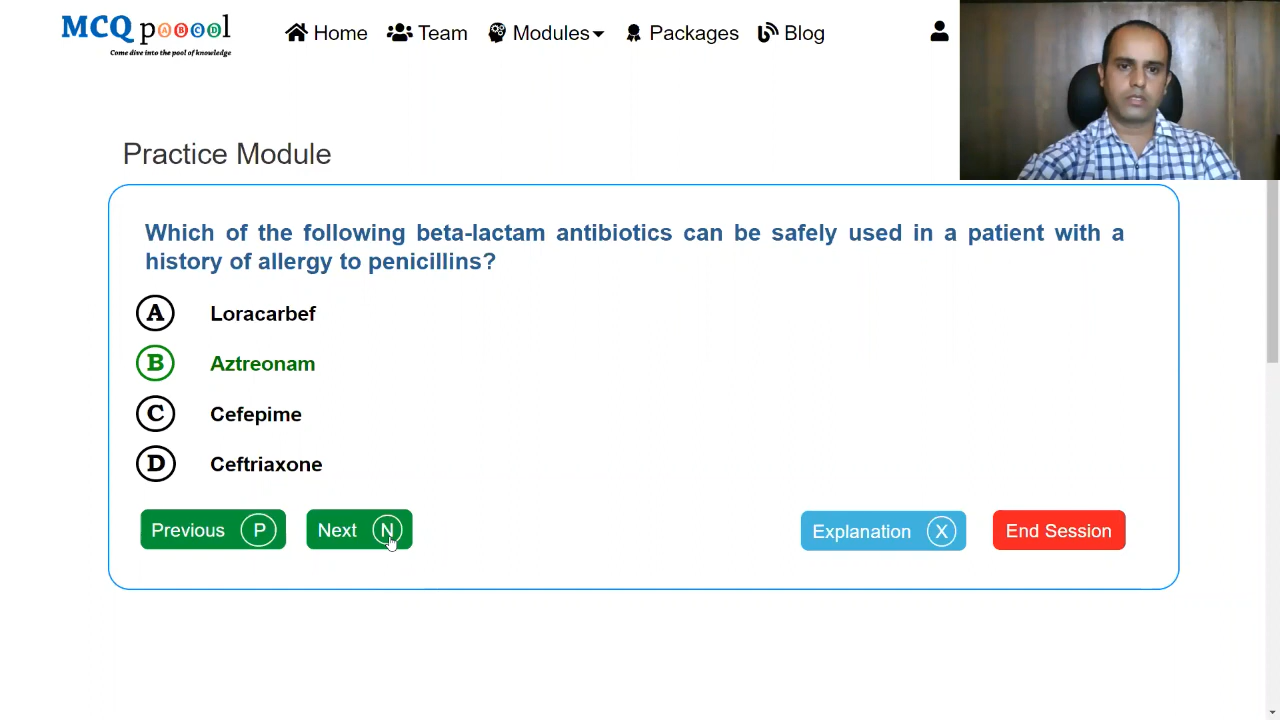 MCQ pABCDl
Come dive into the pool of knowledge
Home Team Modules Packages Blog
Practice Module
Which of the following beta-lactam antibiotics can be safely used in a patient with a
history of allergy to penicillins?
A Loracarbef
B Aztreonam
C Cefepime
D Ceftriaxone
Previous P Next N Explanation X End Session